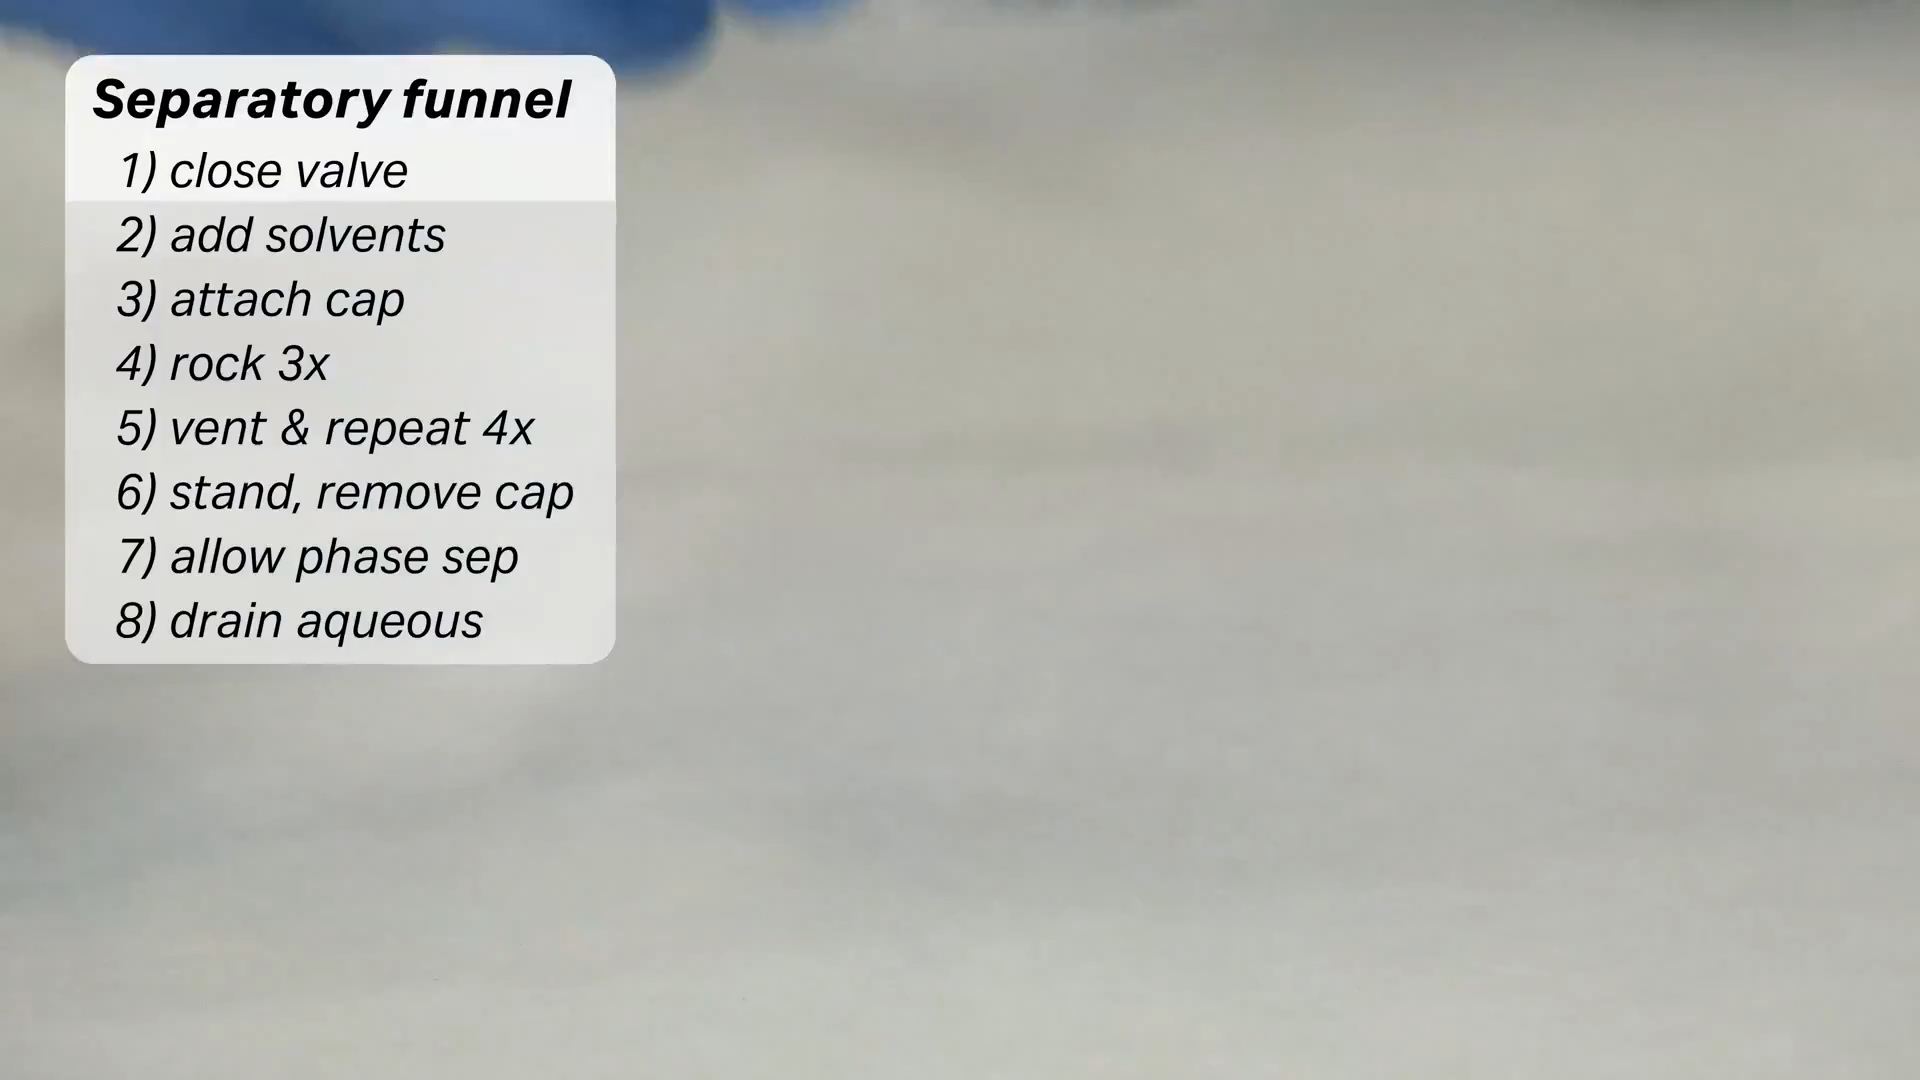 Separatory funnel
1) close valve
2) add solvents
3) attach cap
4) rock 3x
5) vent & repeat 4x
6) stand, remove cap
7) allow phase sep
8) drain aqueous